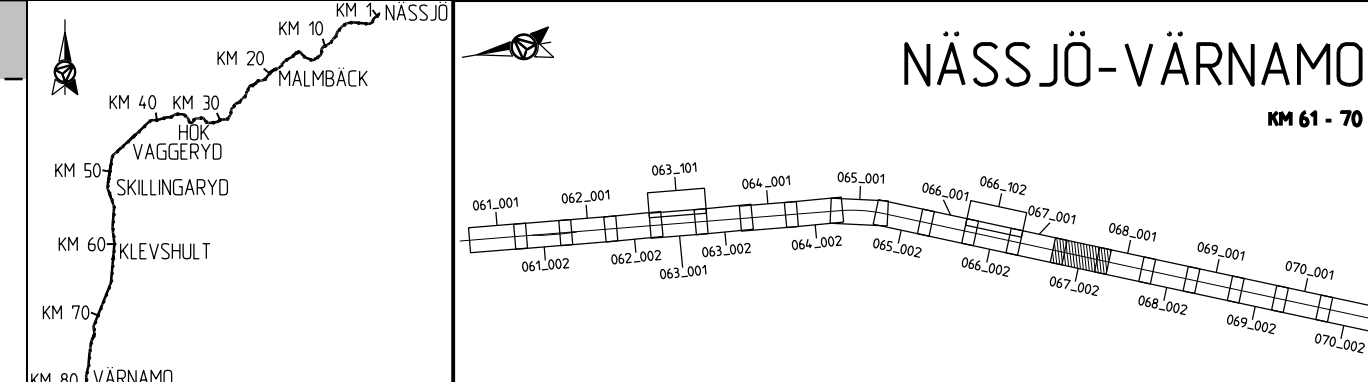 KM 1
NÄSSJÖ
KM 10
KM 20
MALMBÄCK
KM 40
KM 30
HOK
VAGGERYD
KM 50
SKILLINGARYD
KM 60
KLEVSHULT
KM 70
KM 80
VÄRNAMO
NÄSSJÖ-VÄRNAMO
KM 61 - 70
061_001
062_001
063_101
064_001
065_001
066_001
066_102
067_001
068_001
069_001
070_001
061_002
062_002
063_001
063_002
064_002
065_002
066_002
067_002
068_002
069_002
070_002